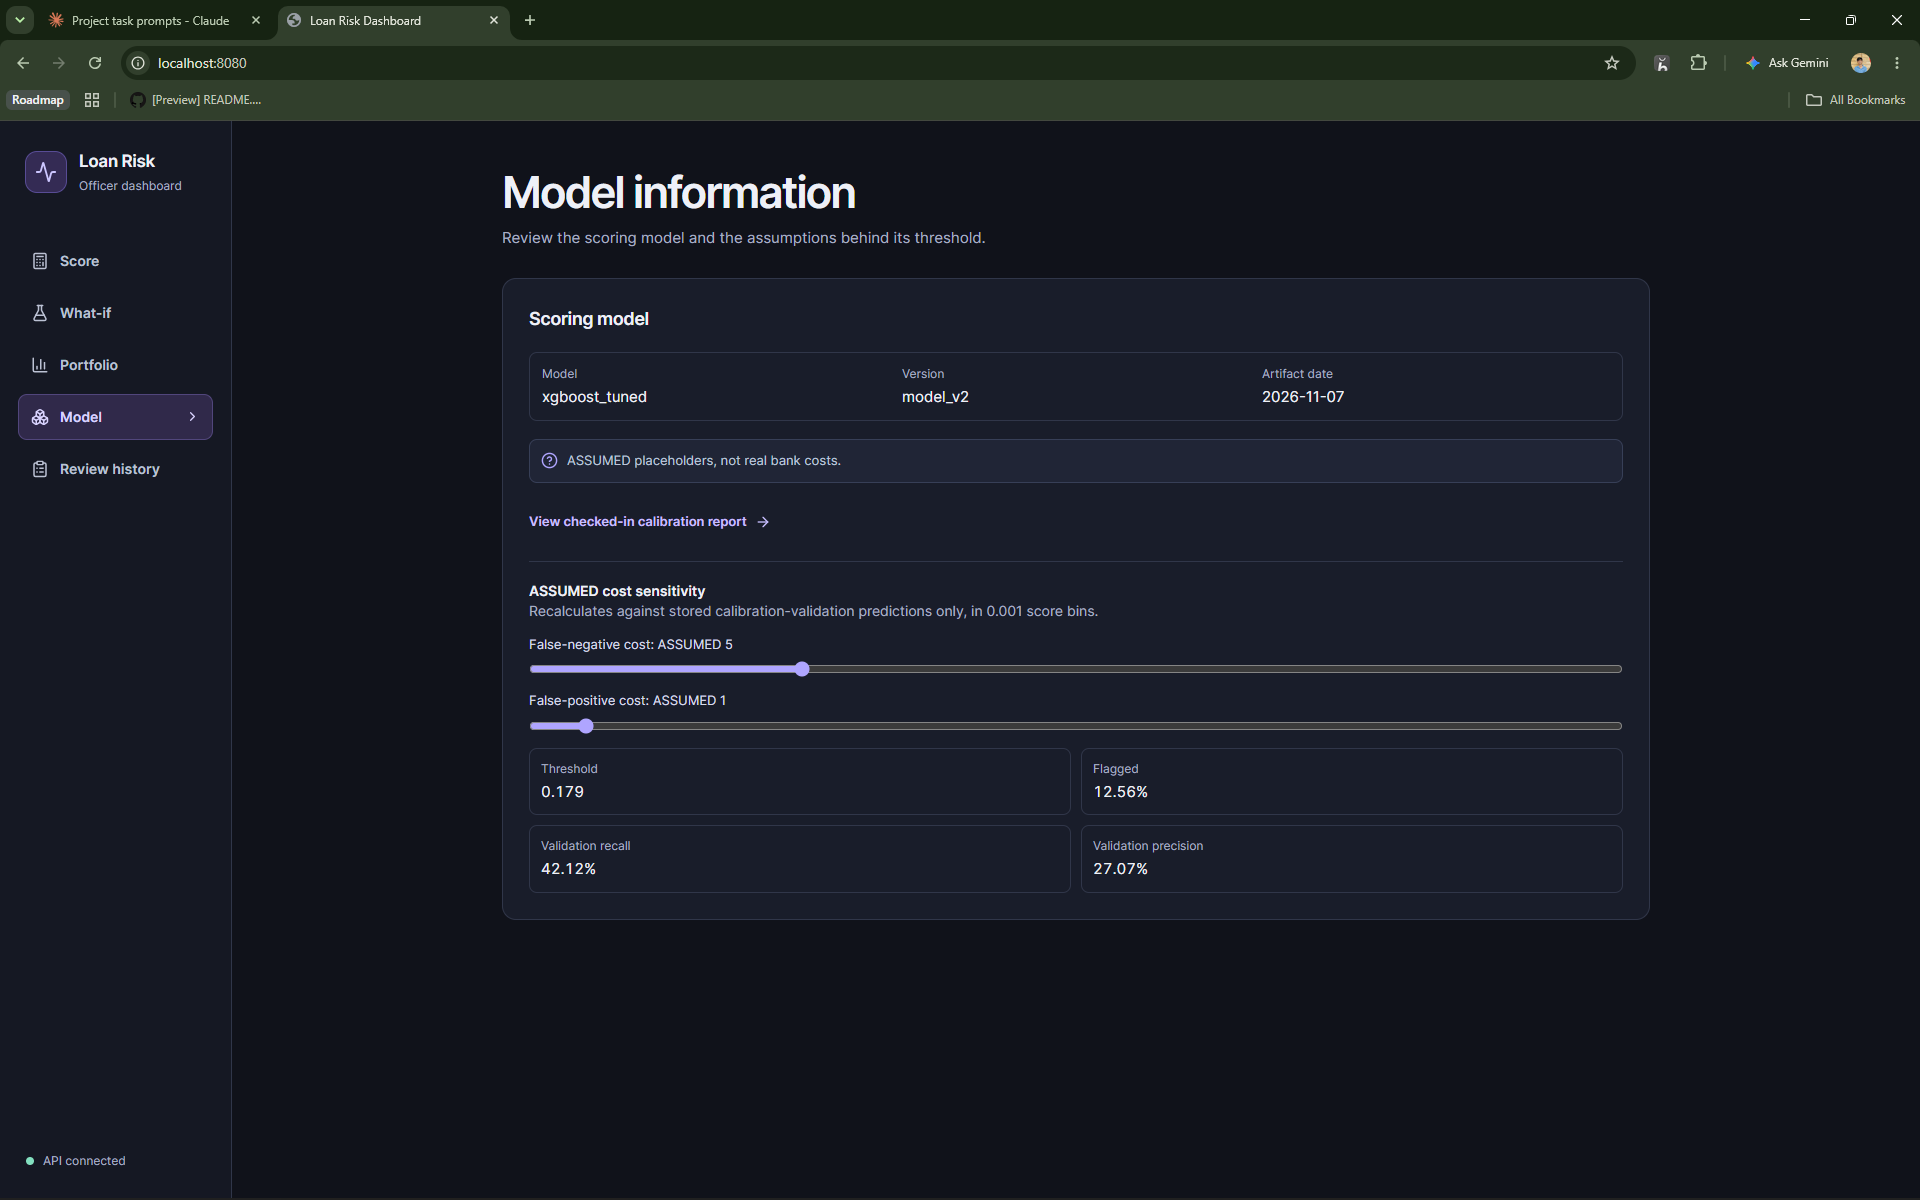 Project task prompts - Claude
Loan Risk Dashboard
localhost:8080
Ask Gemini
Roadmap
[Preview] README....
All Bookmarks
Loan Risk
Officer dashboard
Score
What-if
Portfolio
Model
Review history
API connected
Model information
Review the scoring model and the assumptions behind its threshold.
Scoring model
Model
xgboost_tuned
Version
model_v2
Artifact date
2026-11-07
ASSUMED placeholders, not real bank costs.
View checked-in calibration report →
ASSUMED cost sensitivity
Recalculates against stored calibration-validation predictions only, in 0.001 score bins.
False-negative cost: ASSUMED 5
False-positive cost: ASSUMED 1
Threshold
0.179
Flagged
12.56%
Validation recall
42.12%
Validation precision
27.07%